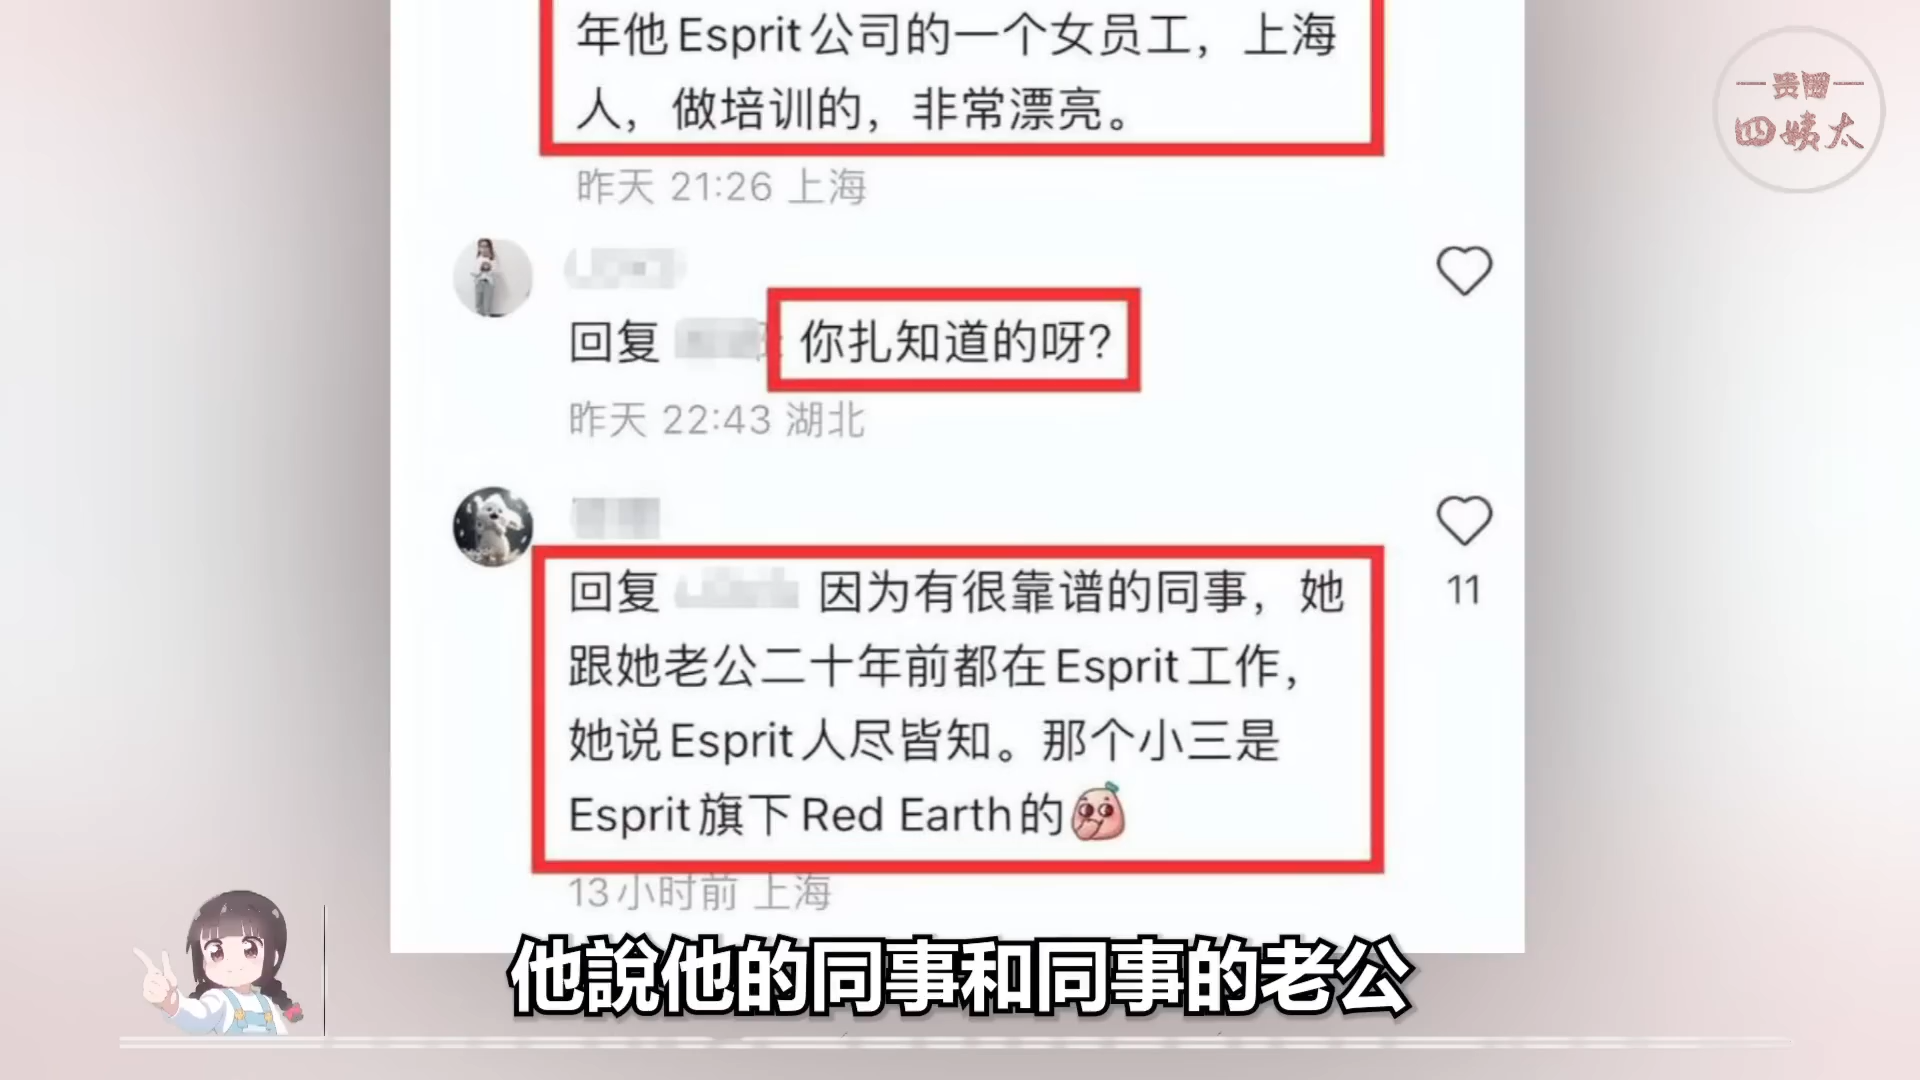 年他Esprit公司的一个女员工，上海
人，做培训的，非常漂亮。
昨天 21:26 上海
一贵圈一
四姨太
回复 你扎知道的呀？
昨天 22:43 湖北
回复 因为有很靠谱的同事，她
11
跟她老公二十年前都在Esprit工作，
她说Esprit人尽皆知。那个小三是
Esprit旗下Red Earth的
13小时前 上海
他說他的同事和同事的老公